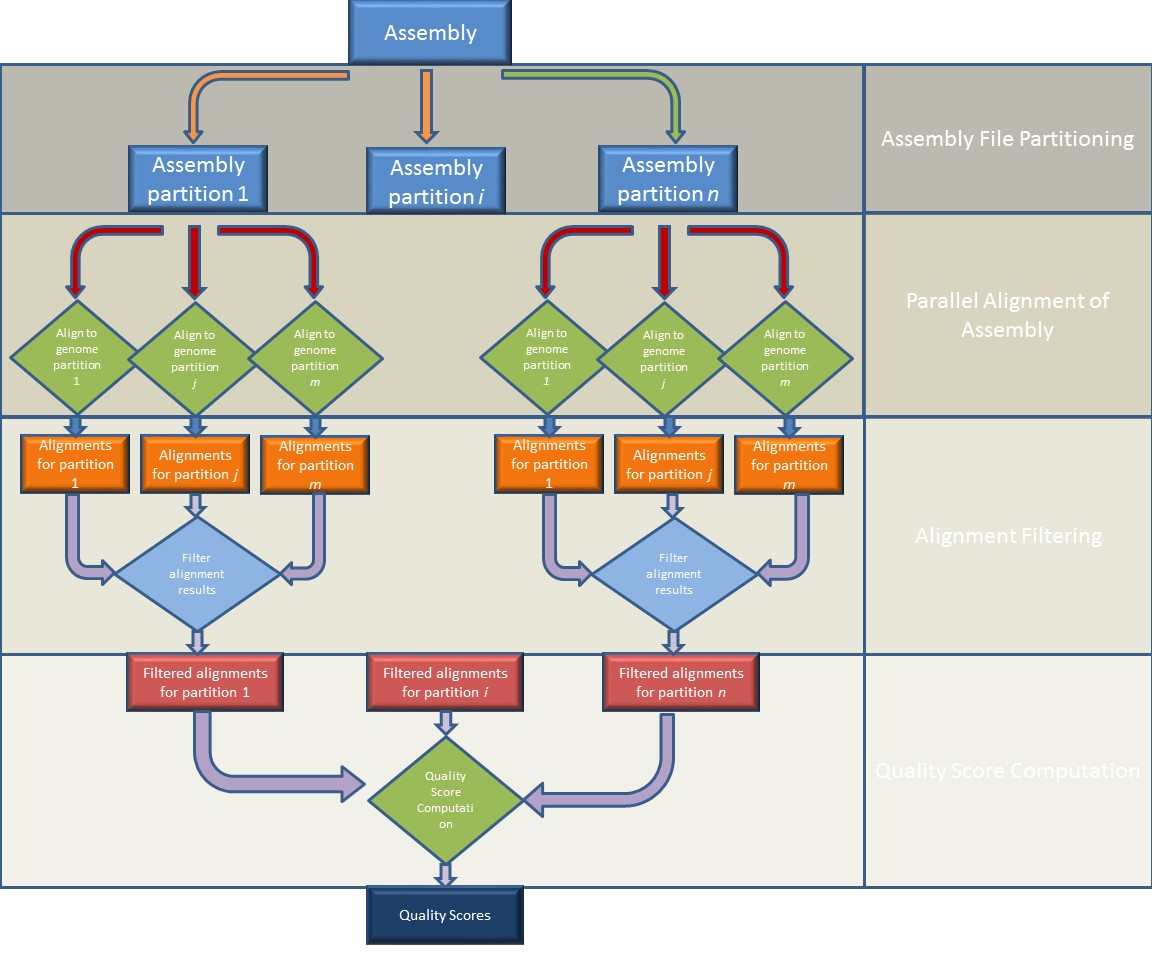 Assembly
Assembly File Partitioning
Assembly
partition 1
Assembly
partition i
Assembly
partition n
Parallel Alignment of
Assembly
Align to
genome
partition
1
Align to
genome
partition
j
Align to
genome
partition
m
Align to
genome
partition
1
Align to
genome
partition
j
Align to
genome
partition
m
Alignments
for partition
1
Alignments
for partition j
Alignments
for partition
m
Alignments
for partition
1
Alignments
for partition j
Alignments
for partition
m
Alignment Filtering
Filter
alignment
results
Filter
alignment
results
Filtered alignments
for partition 1
Filtered alignments
for partition i
Filtered alignments
for partition n
Quality Score Computation
Quality
Score
Computati
on
Quality Scores